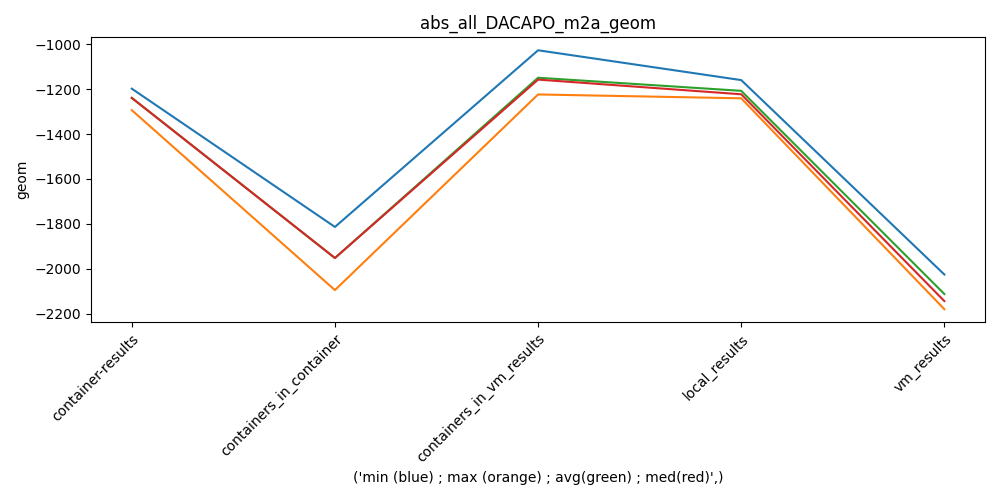 abs_all_DACAPO_m2a_geom
−1000
−1200
−1400
−1600
−1800
−2000
−2200
geom
container-results
containers_in_container
containers_in_vm_results
local_results
vm_results
('min (blue) ; max (orange) ; avg(green) ; med(red)',)